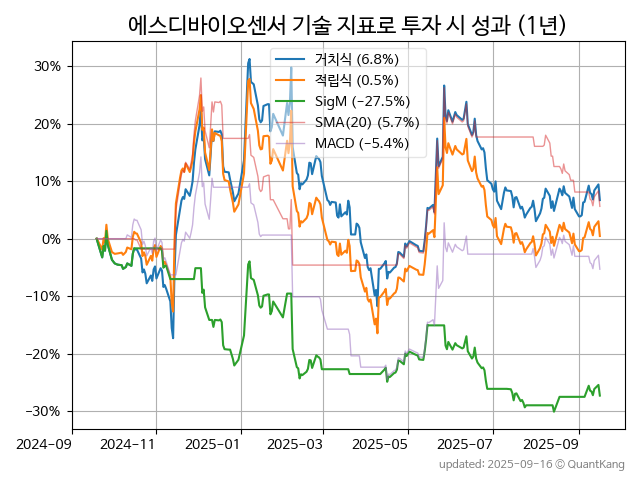 에스디바이오센서 기술 지표로 투자 시 성과 (1년)
거치식 (6.8%)
적립식 (0.5%)
SigM (−27.5%)
SMA(20) (5.7%)
MACD (−5.4%)
30%
20%
10%
0%
−10%
−20%
−30%
2024-09
2024-11
2025-01
2025-03
2025-05
2025-07
2025-09
updated: 2025-09-16 ⓒ QuantKang